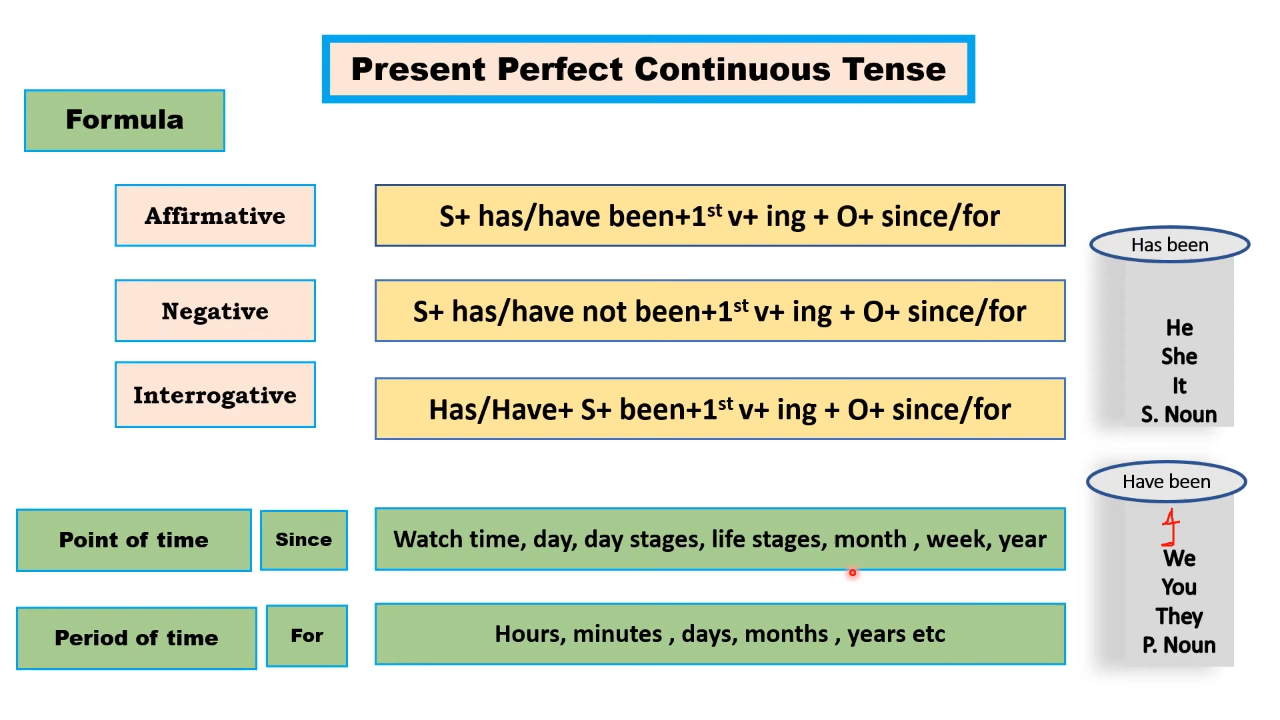 Present Perfect Continuous Tense
Formula
Affirmative
S+ has/have been+1st v+ ing + O+ since/for
Negative
S+ has/have not been+1st v+ ing + O+ since/for
Interrogative
Has/Have+ S+ been+1st v+ ing + O+ since/for
Has been
He
She
It
S. Noun
Have been
I
We
You
They
P. Noun
Point of time
Since
Watch time, day, day stages, life stages, month , week, year
Period of time
For
Hours, minutes , days, months , years etc